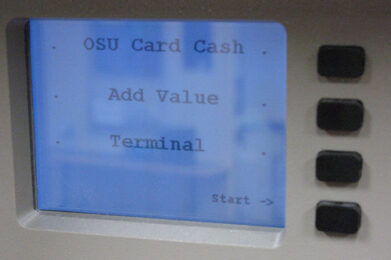 OSU Card Cash
Add Value
Terminal
Start ->